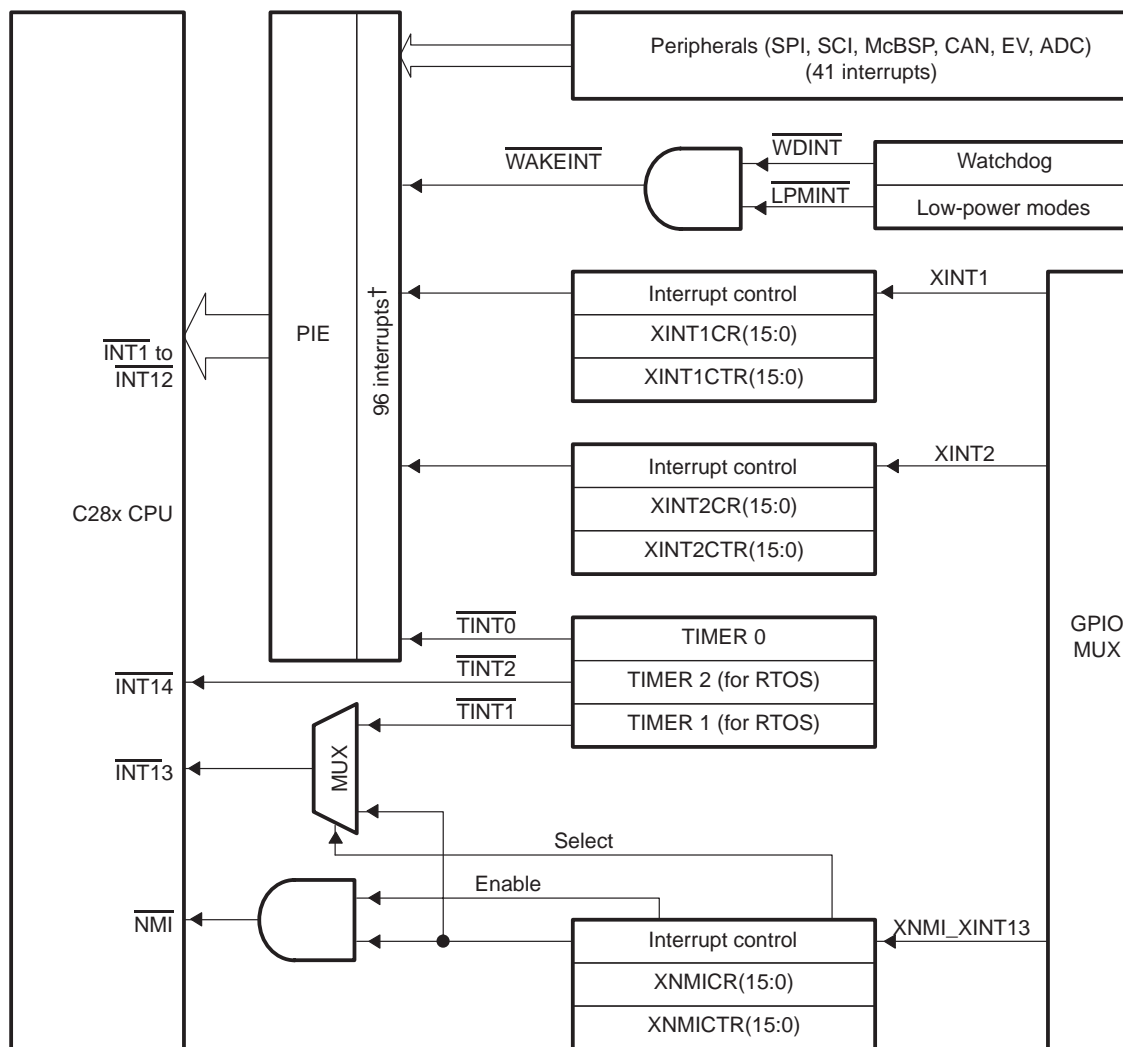 Peripherals (SPI, SCI, McBSP, CAN, EV, ADC)
(41 interrupts)
WDINT
WAKEINT
Watchdog
LPMINT
Low-power modes
XINT1
Interrupt control
XINT1CR(15:0)
XINT1CTR(15:0)
PIE
96 interrupts†
INT1 to
INT12
XINT2
Interrupt control
XINT2CR(15:0)
XINT2CTR(15:0)
C28x CPU
TINT0
TIMER 0
GPIO
MUX
TINT2
TIMER 2 (for RTOS)
INT14
TINT1
TIMER 1 (for RTOS)
MUX
INT13
Select
Enable
NMI
XNMI_XINT13
Interrupt control
XNMICR(15:0)
XNMICTR(15:0)